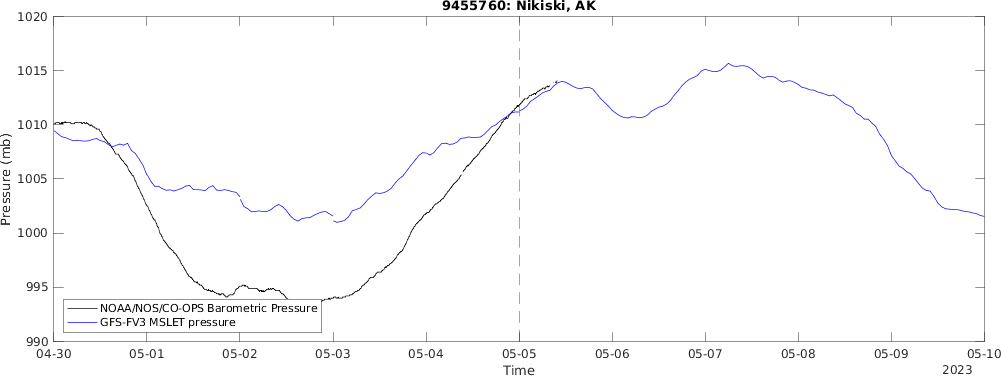 9455760: Nikiski, AK
1020
1015
1010
1005
1000
995
990
Pressure (mb)
NOAA/NOS/CO-OPS Barometric Pressure
GFS-FV3 MSLET pressure
04-30 05-01 05-02 05-03 05-04 05-05 05-06 05-07 05-08 05-09 05-10
Time
2023